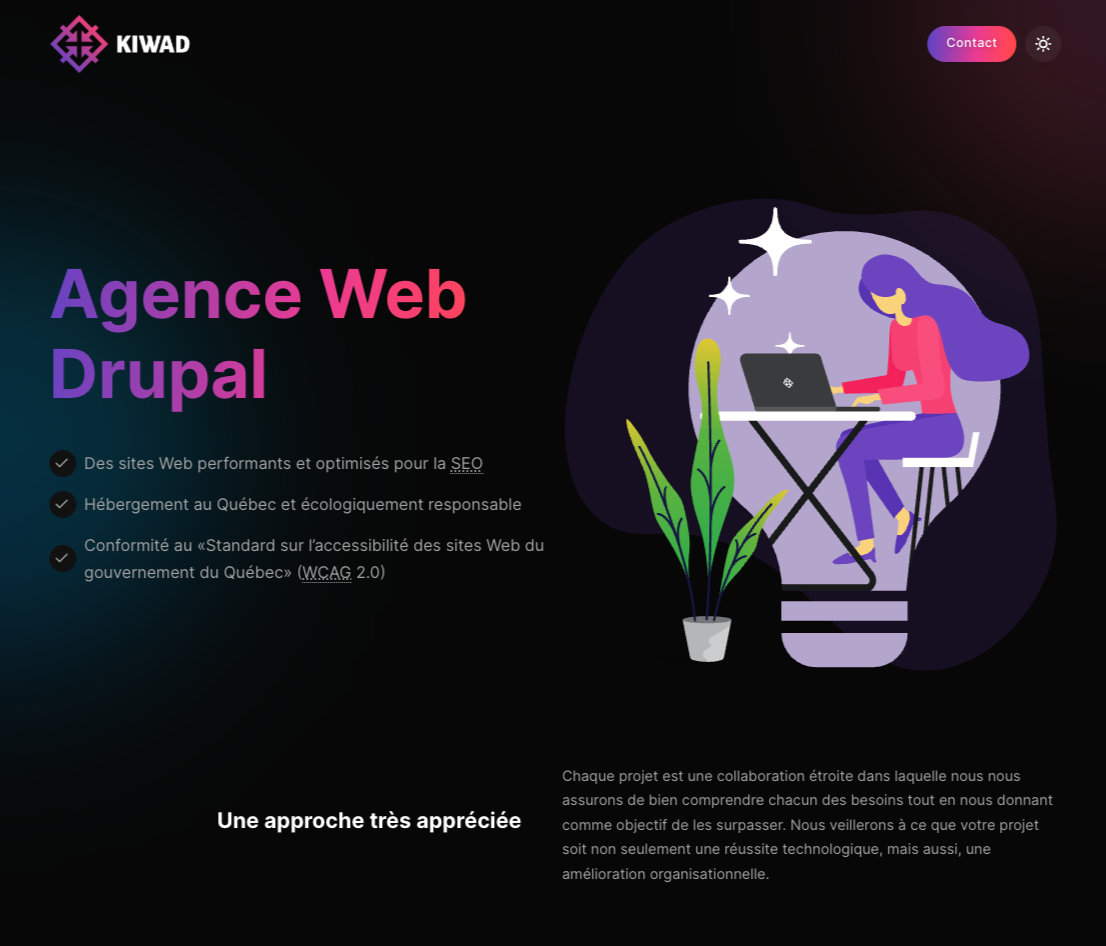 KIWAD
Contact
Agence Web
Drupal
Des sites Web performants et optimisés pour la SEO
Hébergement au Québec et écologiquement responsable
Conformité au «Standard sur l’accessibilité des sites Web du
gouvernement du Québec» (WCAG 2.0)
Une approche très appréciée
Chaque projet est une collaboration étroite dans laquelle nous nous
assurons de bien comprendre chacun des besoins tout en nous donnant
comme objectif de les surpasser. Nous veillerons à ce que votre projet
soit non seulement une réussite technologique, mais aussi, une
amélioration organisationnelle.